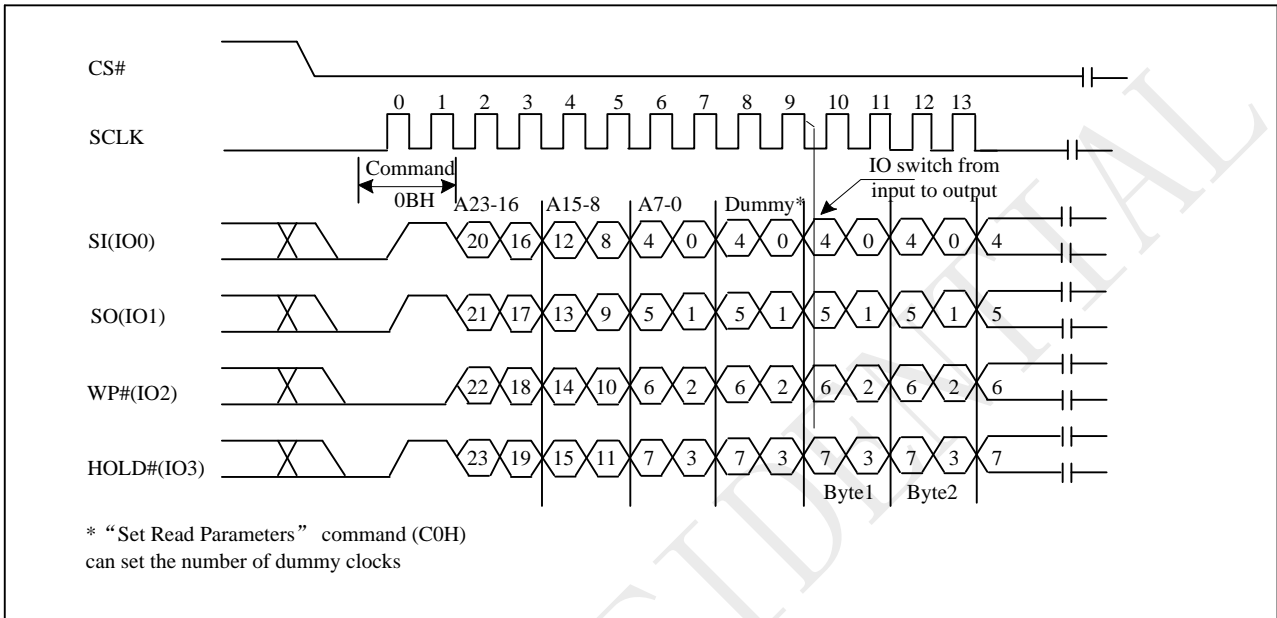 CS#
0 1 2 3 4 5 6 7 8 9 10 11 12 13
SCLK
Command
IO switch from
0BH
input to output
A23-16 A15-8 A7-0 Dummy*
SI(IO0) 20 16 12 8 4 0 4 0 4 0 4 0 4
SO(IO1) 21 17 13 9 5 1 5 1 5 1 5 1 5
WP#(IO2) 22 18 14 10 6 2 6 2 6 2 6 2 6
HOLD#(IO3) 23 19 15 11 7 3 7 3 7 3 7 3 7
Byte1 Byte2
* “Set Read Parameters” command (C0H)
can set the number of dummy clocks